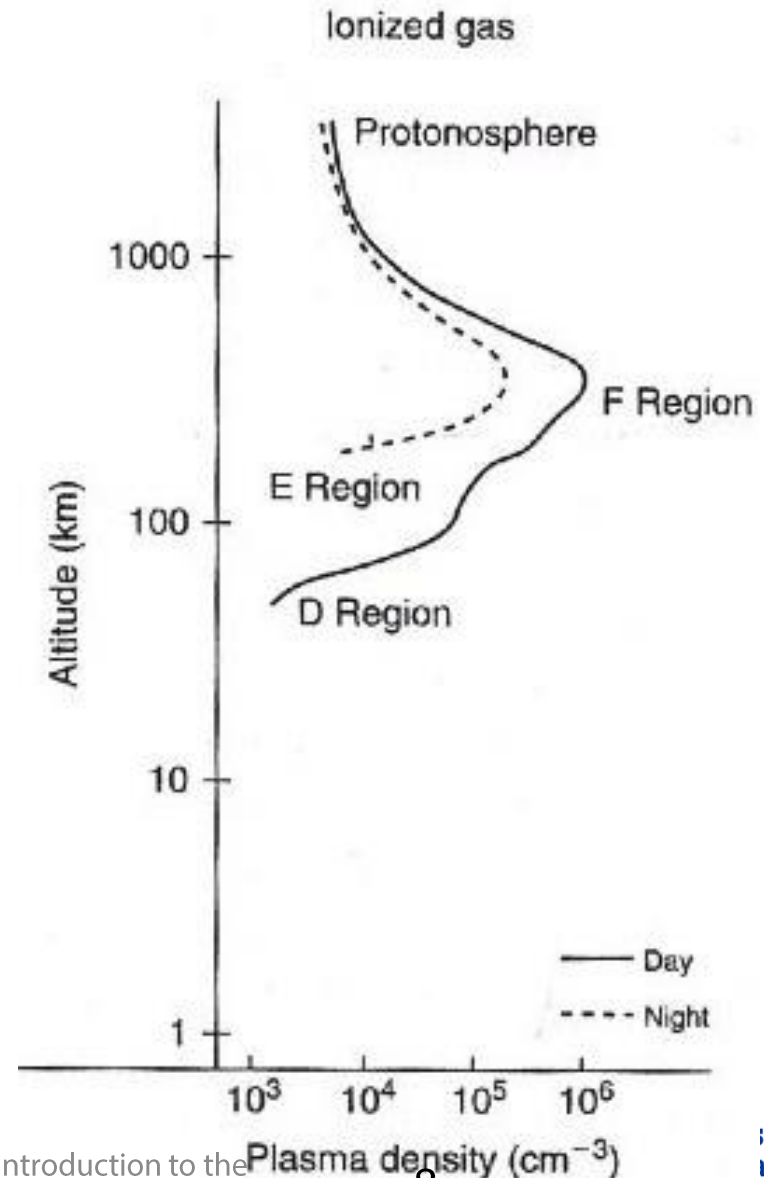 Ionized gas
Protonosphere
1000
F Region
E Region
100
Altitude (km)
D Region
10
Day
Night
1
10³ 10⁴ 10⁵ 10⁶
ntroduction to the
Plasma density (cm⁻³)